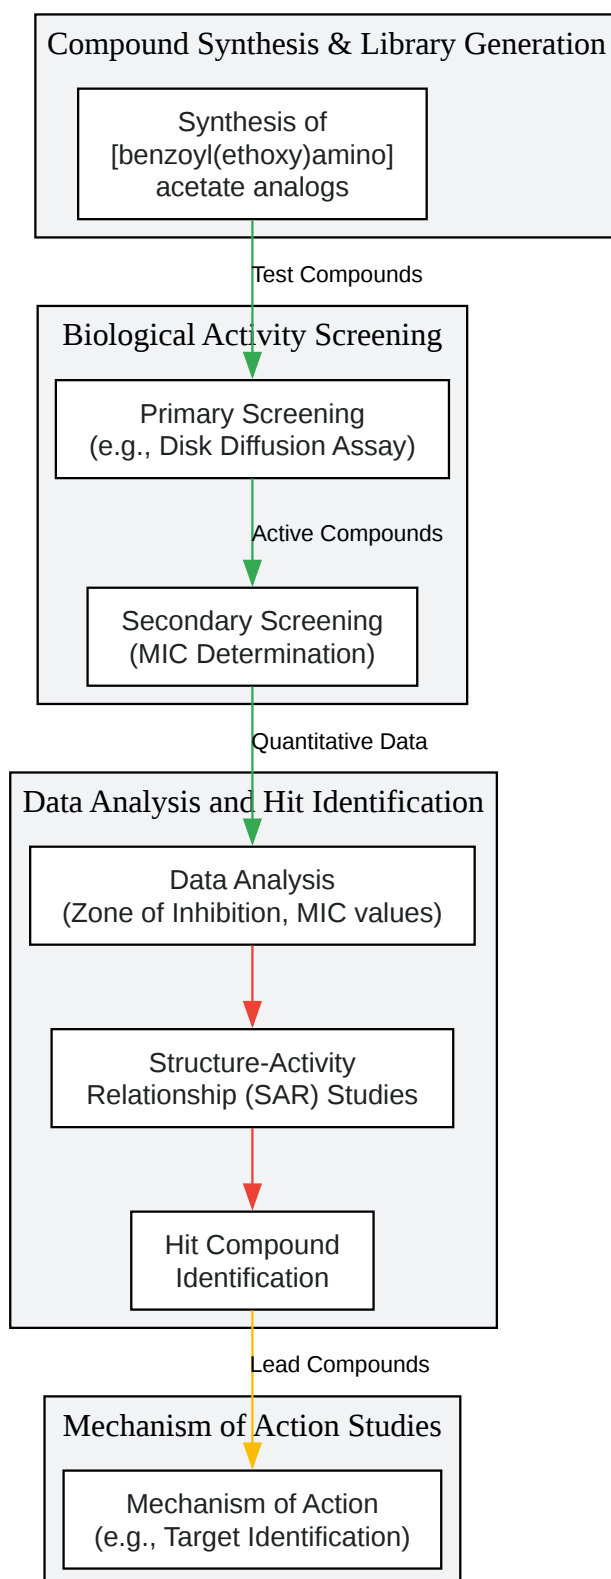 Compound Synthesis & Library Generation
Synthesis of
[benzoyl(ethoxy)amino]
acetate analogs
Test Compounds
Biological Activity Screening
Primary Screening
(e.g., Disk Diffusion Assay)
Active Compounds
Secondary Screening
(MIC Determination)
Quantitative Data
Data Analysis and Hit Identification
Data Analysis
(Zone of Inhibition, MIC values)
Structure-Activity
Relationship (SAR) Studies
Hit Compound
Identification
Lead Compounds
Mechanism of Action Studies
Mechanism of Action
(e.g., Target Identification)